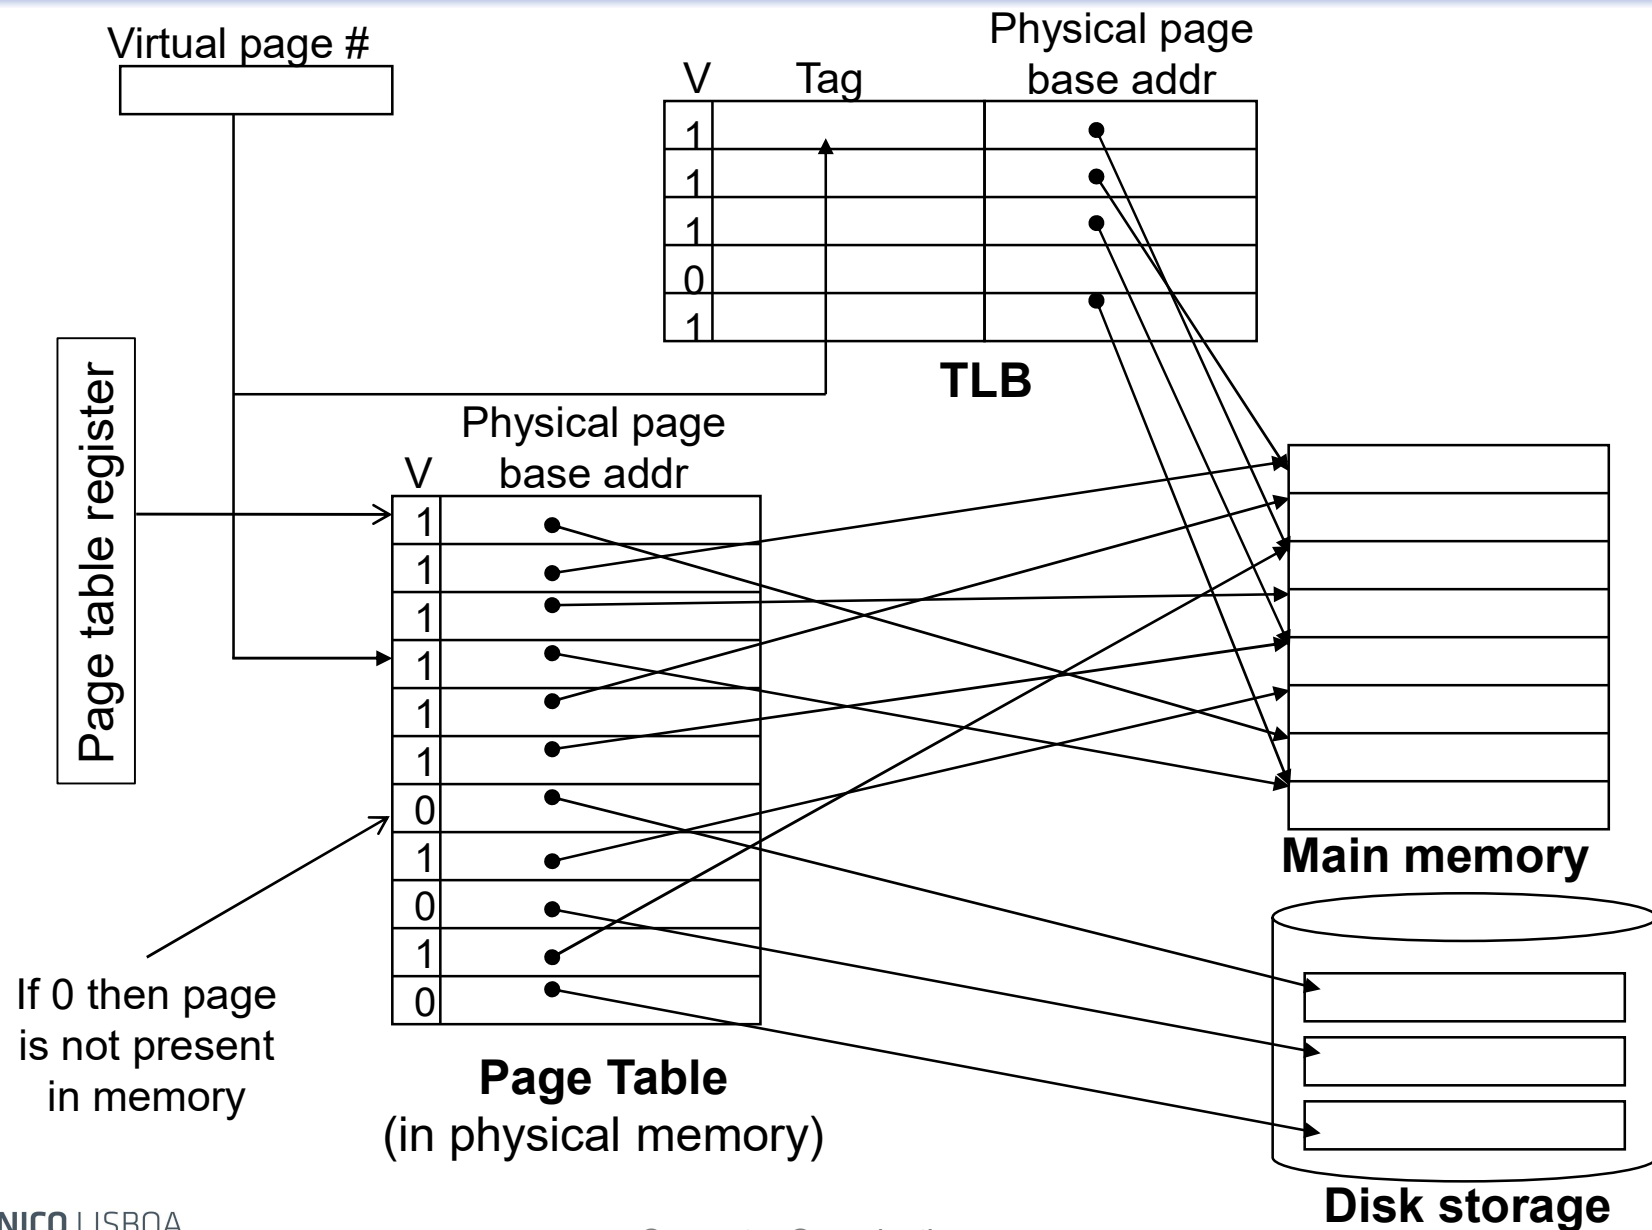 Virtual page #
Physical page
base addr
V
Tag
1
1
1
0
1
TLB
Page table register
Physical page
base addr
V
1
1
1
1
1
1
0
1
0
1
0
If 0 then page
is not present
in memory
Page Table
(in physical memory)
Main memory
Disk storage
LISBOA